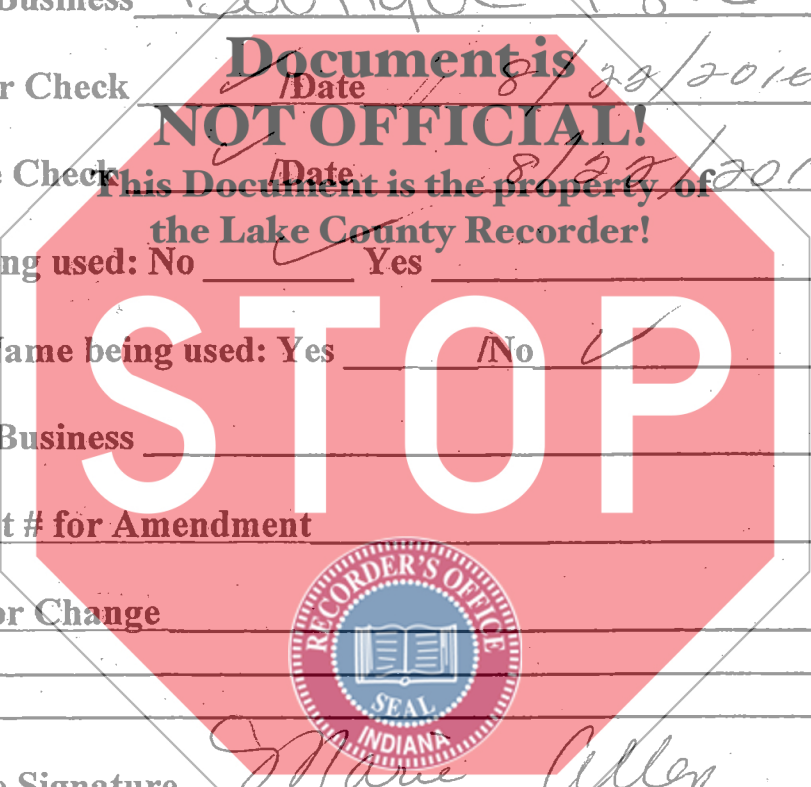 Business
Document is
r Check ✓ /Date 8/22/2016
NOT OFFICIAL!
e Check ✓ /Date 8/22/201
This Document is the property of
the Lake County Recorder!
ng used: No ✓ Yes
Name being used: Yes /No ✓
STOP
Business
t # for Amendment
RECORDER'S OFFICE
or Change
SEAL
INDIANA
Signature Marie Allen